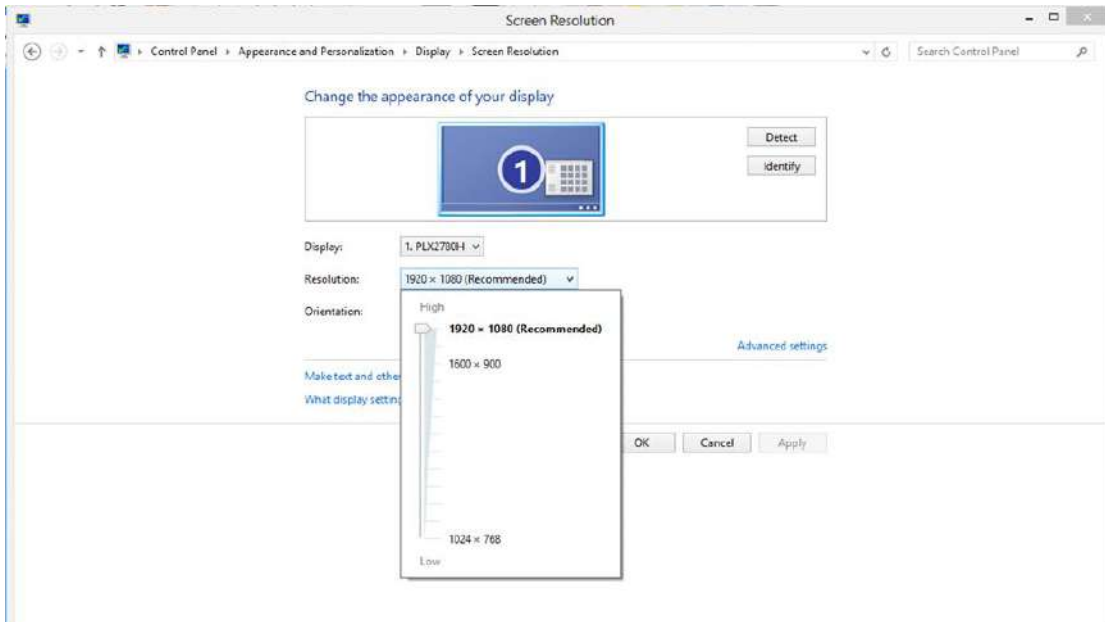 Screen Resolution
Control Panel Appearance and Personalization Display Screen Resolution
Search Control Panel
Change the appearance of your display
1
Detect
Identify
Display:
1. PLX2780H
Resolution:
1920 × 1080 (Recommended)
Orientation:
High
1920 × 1080 (Recommended)
1600 × 900
Advanced settings
Make text and othe
What display setting
OK Cancel Apply
1024 × 768
Low